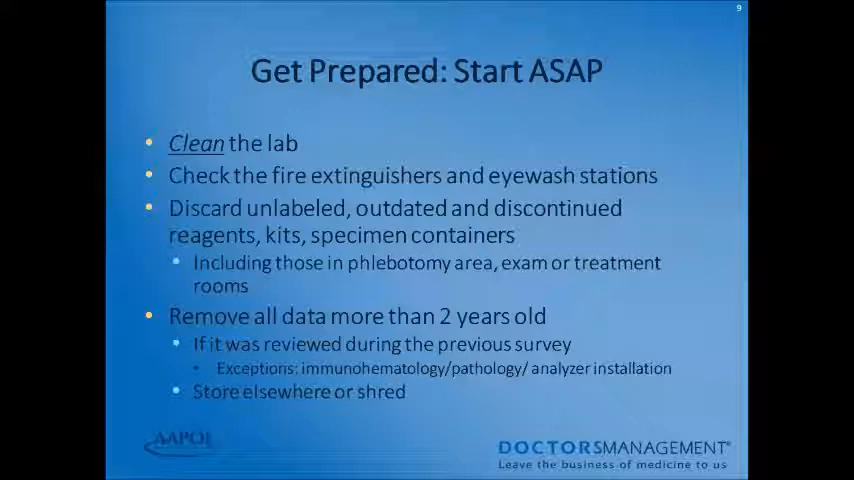 9
Get Prepared: Start ASAP
• Clean the lab
• Check the fire extinguishers and eyewash stations
• Discard unlabeled, outdated and discontinued
reagents, kits, specimen containers
• Including those in phlebotomy area, exam or treatment
rooms
• Remove all data more than 2 years old
• If it was reviewed during the previous survey
• Exceptions: immunohematology/pathology/ analyzer installation
• Store elsewhere or shred
AAPOL
DOCTORSMANAGEMENT®
Leave the business of medicine to us